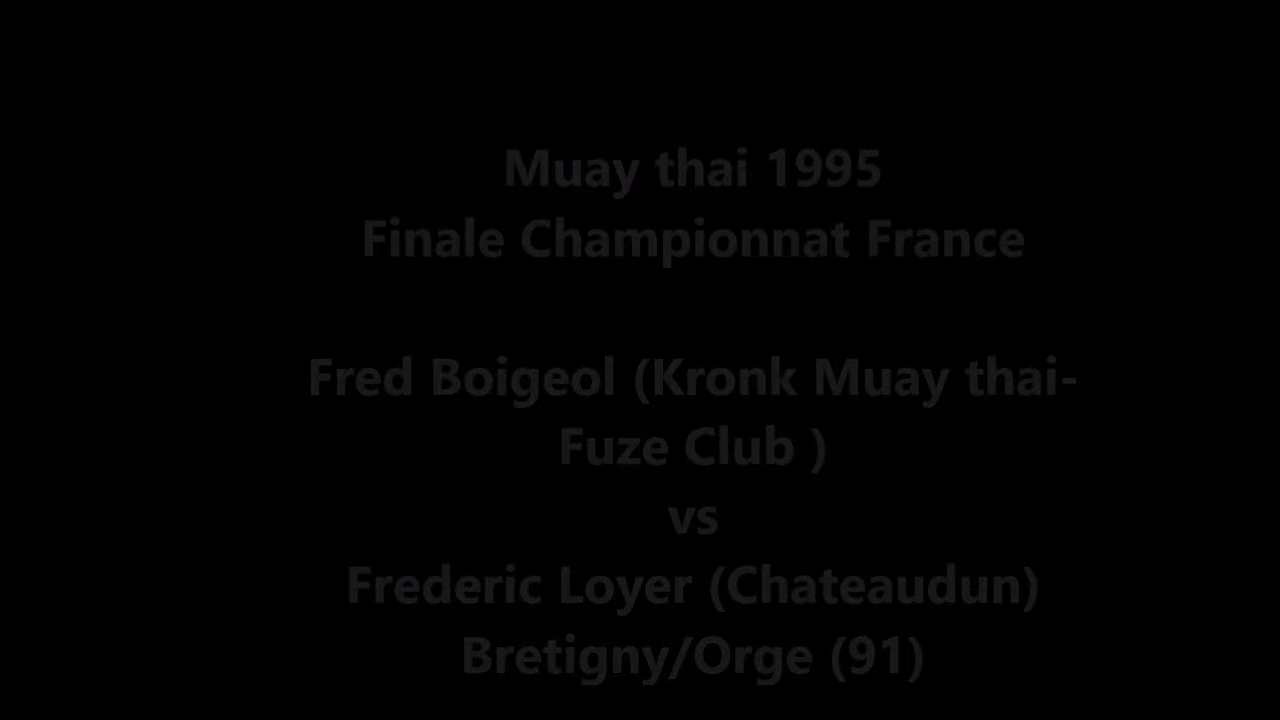 Muay thai 1995
Finale Championnat France
Fred Boigeol (Kronk Muay thai-
Fuze Club )
vs
Frederic Loyer (Chateaudun)
Bretigny/Orge (91)